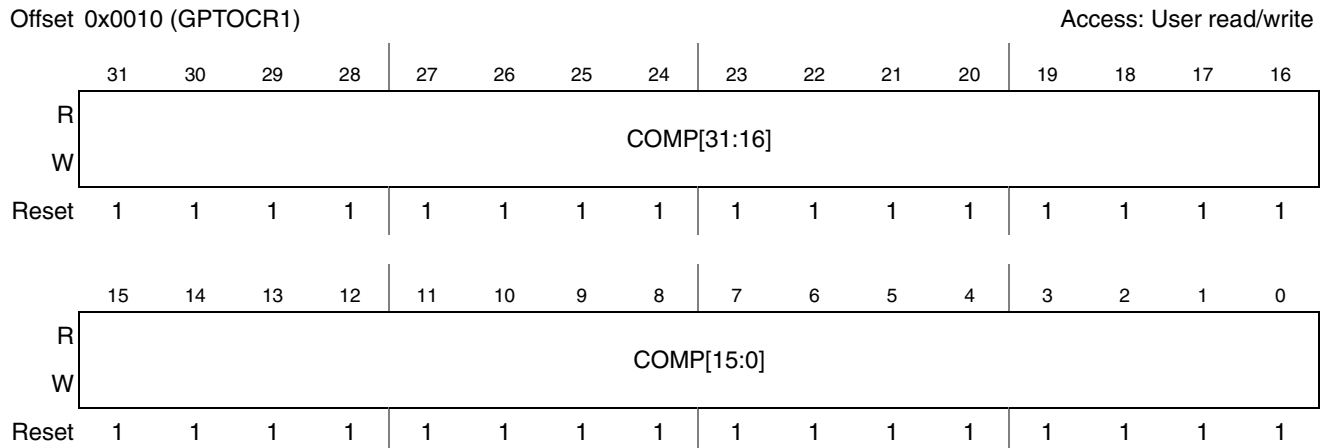 Offset 0x0010 (GPTOCR1) Access: User read/write
31 30 29 28 27 26 25 24 23 22 21 20 19 18 17 16
R
COMP[31:16]
W
Reset 1 1 1 1 1 1 1 1 1 1 1 1 1 1 1 1
15 14 13 12 11 10 9 8 7 6 5 4 3 2 1 0
R
COMP[15:0]
W
Reset 1 1 1 1 1 1 1 1 1 1 1 1 1 1 1 1